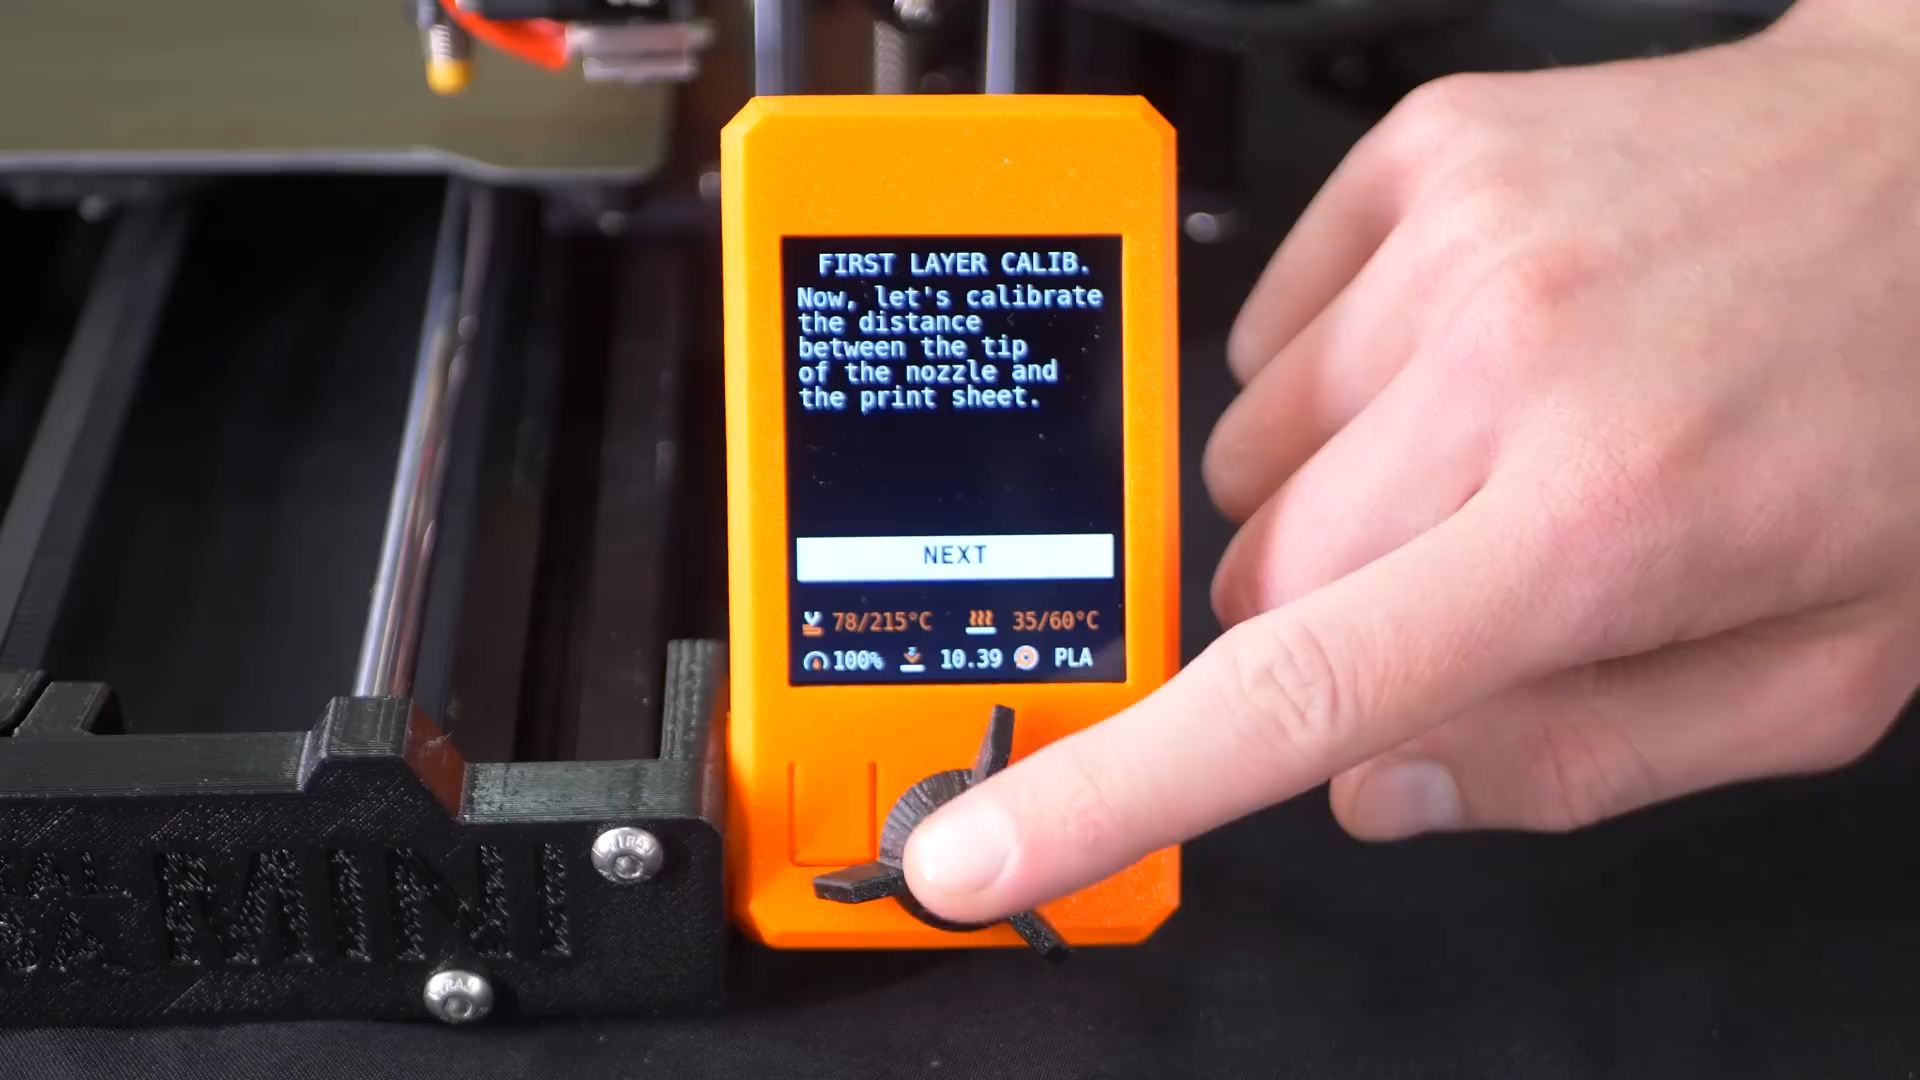 FIRST LAYER CALIB.
Now, let's calibrate
the distance
between the tip
of the nozzle and
the print sheet.
NEXT
78/215°C 35/60°C
100% 10.39 PLA
MINI